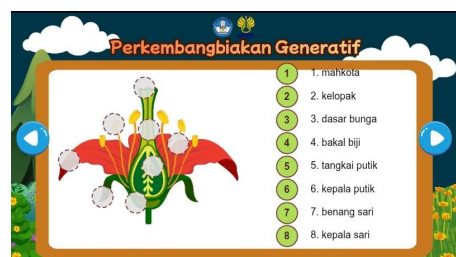 Perkembangbiakan Generatif
1 1. mahkota
2 2. kelopak
3 3. dasar bunga
4 4. bakal biji
5 5. tangkai putik
6 6. kepala putik
7 7. benang sari
8 8. kepala sari